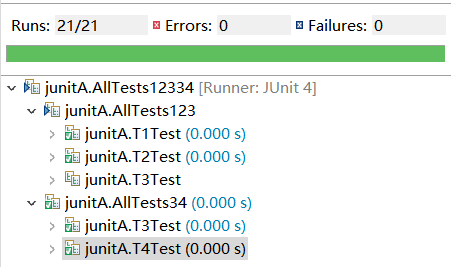 Runs: 21/21 Errors: 0 Failures: 0
junitA.AllTests12334 [Runner: JUnit 4]
junitA.AllTests123
junitA.T1Test (0.000 s)
junitA.T2Test (0.000 s)
junitA.T3Test
junitA.AllTests34 (0.000 s)
junitA.T3Test (0.000 s)
junitA.T4Test (0.000 s)